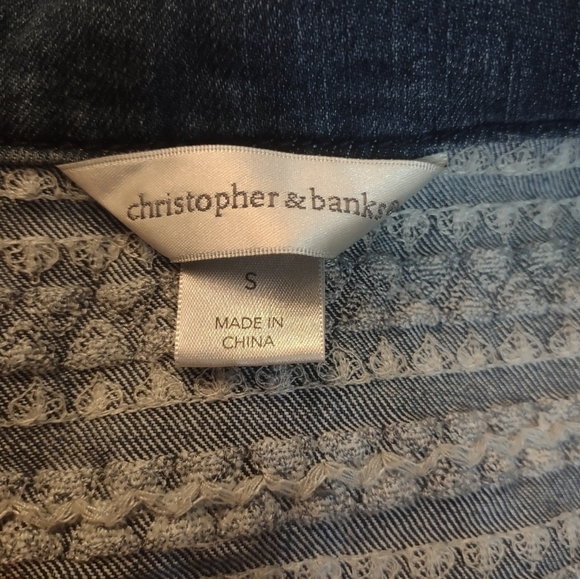 christopher & banks
S
MADE IN
CHINA